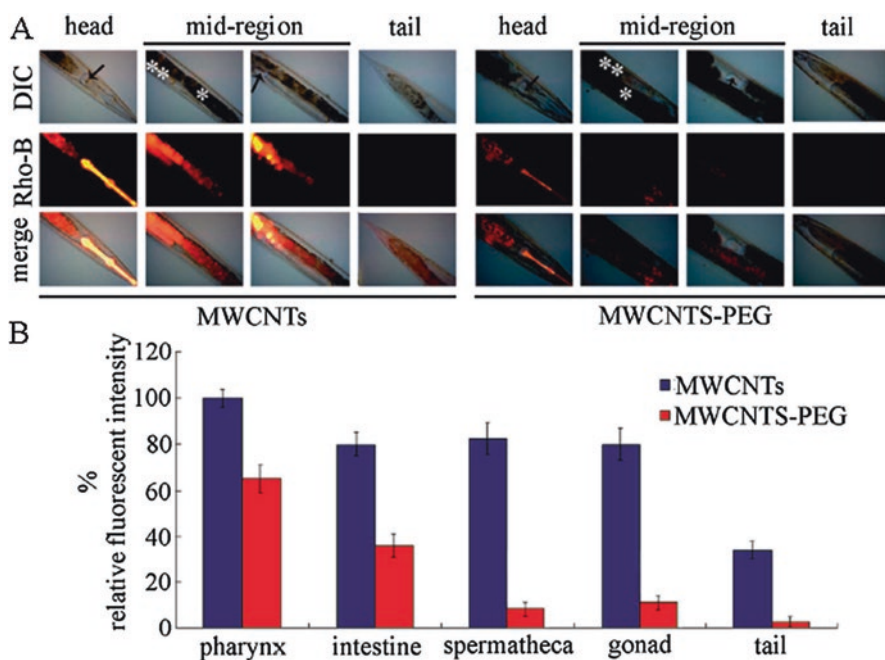 A
head
mid-region
tail
head
mid-region
tail
DIC
**
*
**
*
Rho-B
merge
MWCNTs
MWCNTS-PEG
B
120
100
80
60
40
20
0
%
relative fluorescent intensity
MWCNTs
MWCNTS-PEG
pharynx
intestine
spermatheca
gonad
tail